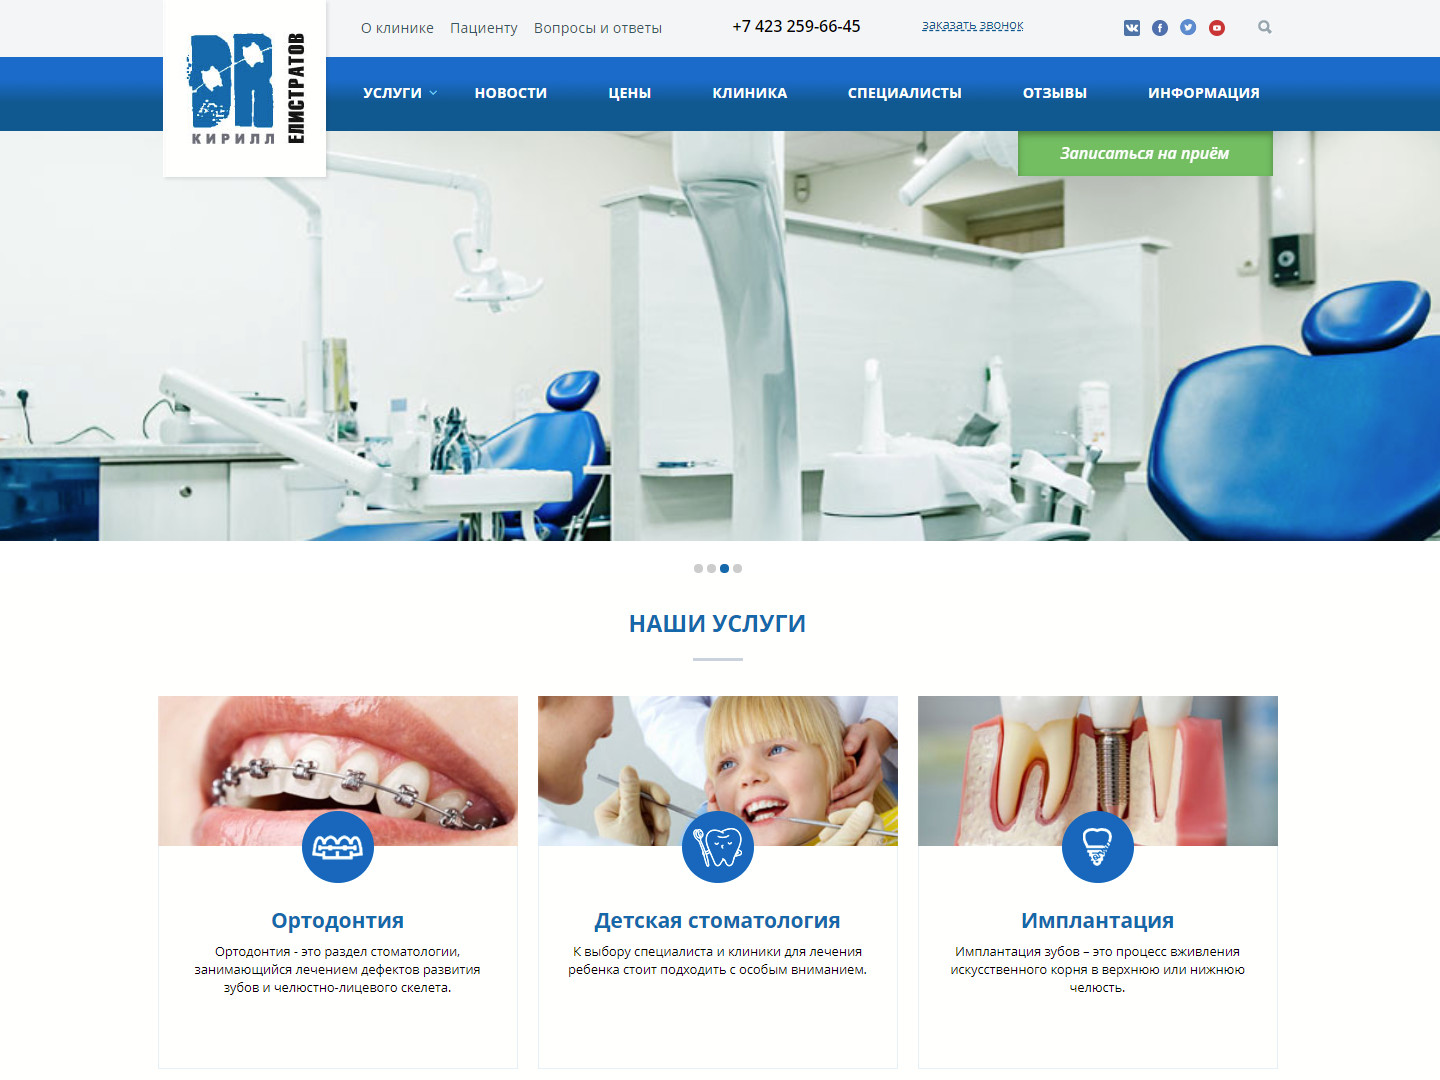 О клинике Пациенту Вопросы и ответы +7 423 259-66-45 заказать звонок
DR
КИРИЛЛ
ЕЛИСТРАТОВ
УСЛУГИ НОВОСТИ ЦЕНЫ КЛИНИКА СПЕЦИАЛИСТЫ ОТЗЫВЫ ИНФОРМАЦИЯ
Записаться на приём
НАШИ УСЛУГИ
Ортодонтия
Ортодонтия - это раздел стоматологии,
занимающийся лечением дефектов развития
зубов и челюстно-лицевого скелета.
Детская стоматология
К выбору специалиста и клиники для лечения
ребенка стоит подходить с особым вниманием.
Имплантация
Имплантация зубов – это процесс вживления
искусственного корня в верхнюю или нижнюю
челюсть.